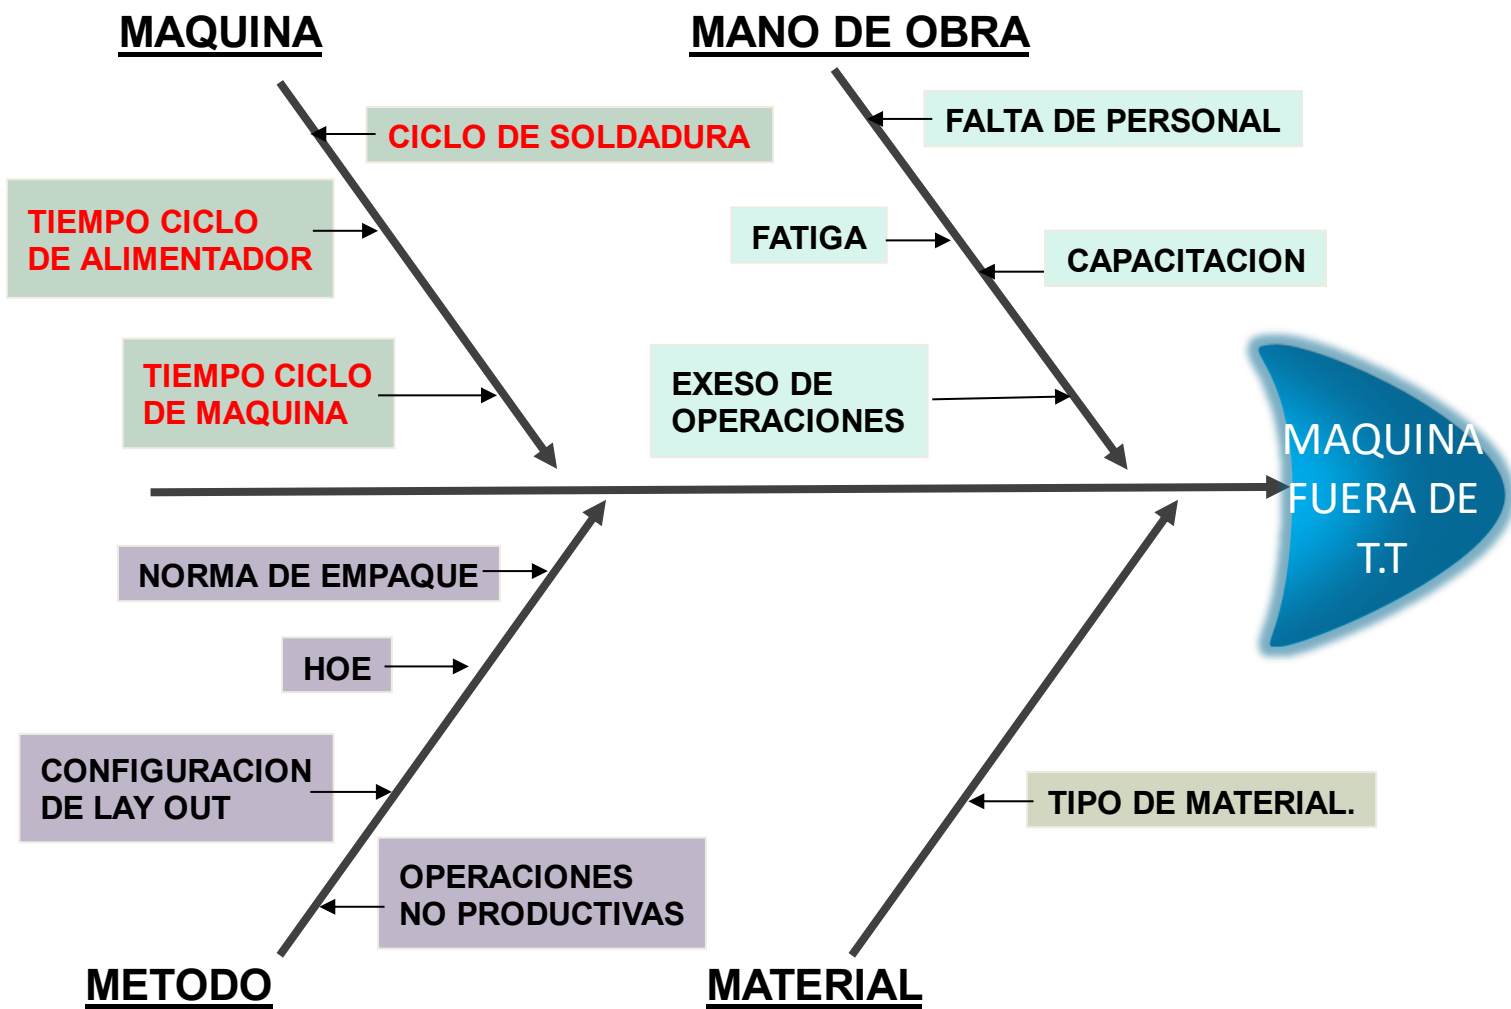 MAQUINA
MANO DE OBRA
CICLO DE SOLDADURA
FALTA DE PERSONAL
TIEMPO CICLO
DE ALIMENTADOR
FATIGA
CAPACITACION
TIEMPO CICLO
DE MAQUINA
EXESO DE
OPERACIONES
MAQUINA
FUERA DE
T.T
NORMA DE EMPAQUE
HOE
CONFIGURACION
DE LAY OUT
TIPO DE MATERIAL.
OPERACIONES
NO PRODUCTIVAS
METODO
MATERIAL